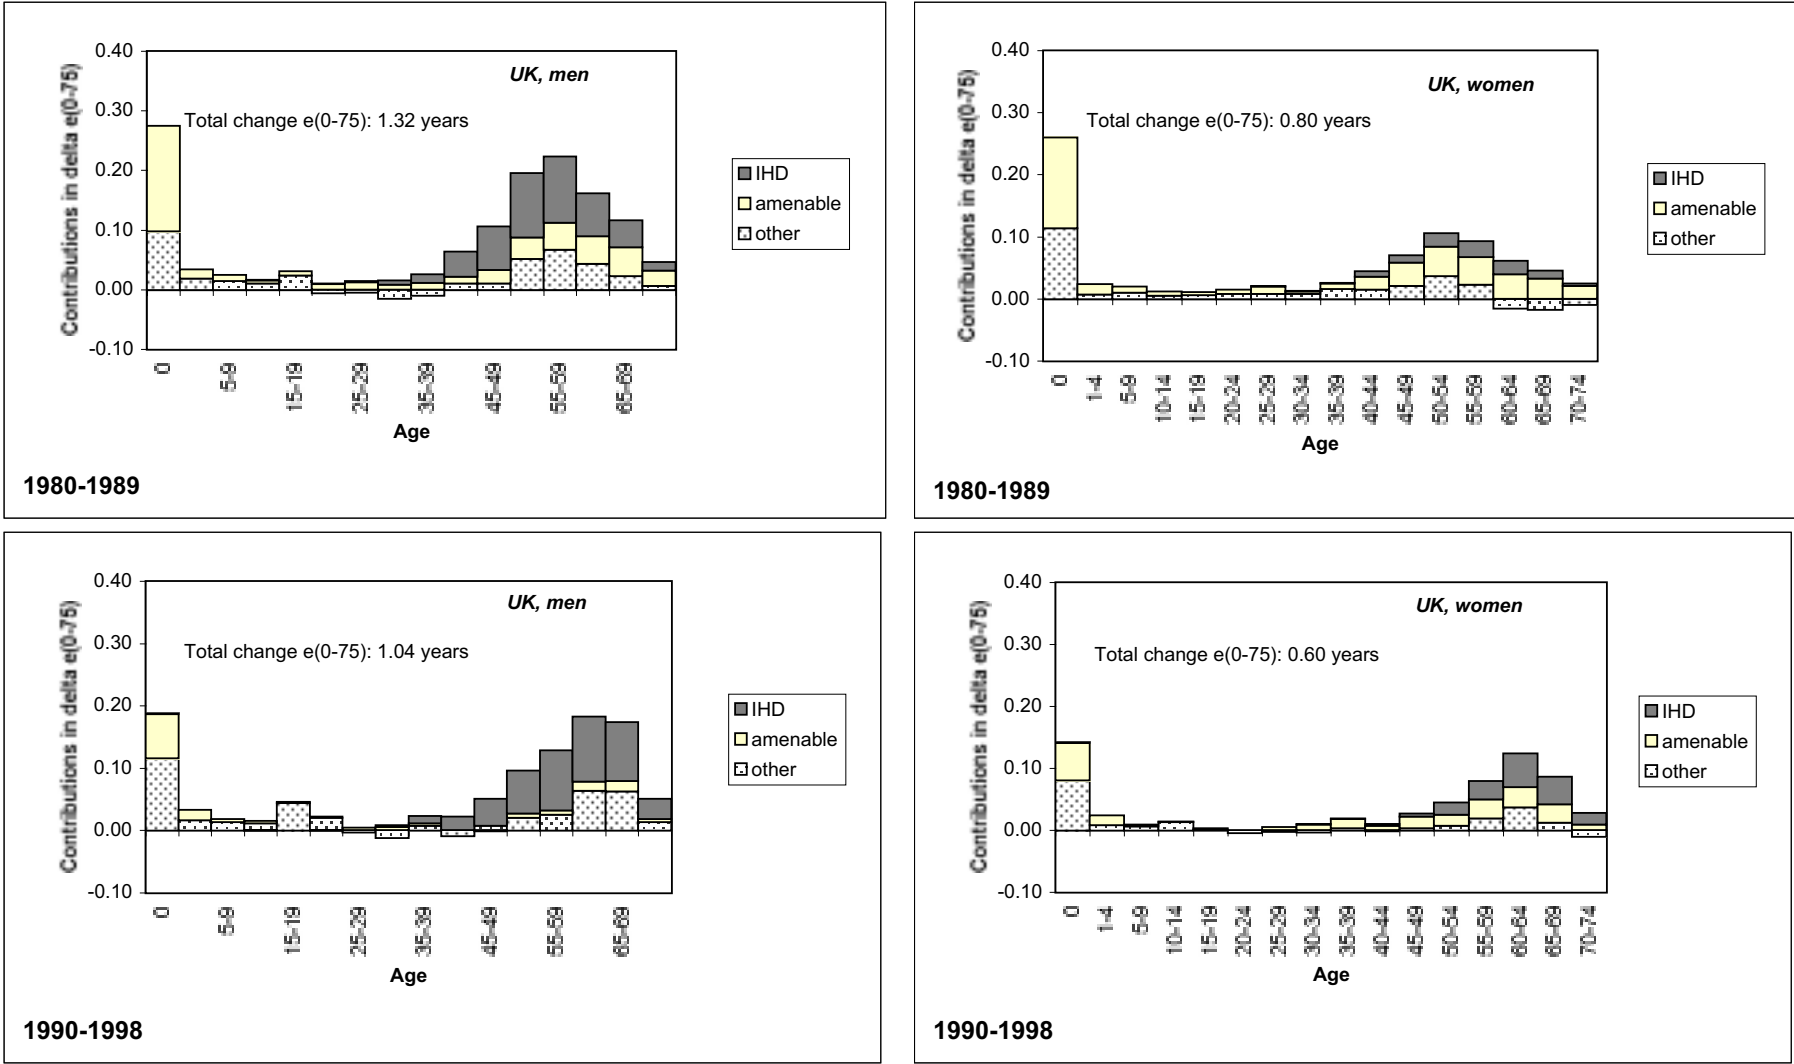 0.40
0.30
0.20
0.10
0.00
-0.10
Contributions in delta e(0-75)
UK, men
Total change e(0-75): 1.32 years
IHD
amenable
other
0
5-9
15-19
25-29
35-39
45-49
55-59
65-69
Age
1980-1989
0.40
0.30
0.20
0.10
0.00
-0.10
Contributions in delta e(0-75)
UK, women
Total change e(0-75): 0.80 years
IHD
amenable
other
0
1-4
5-9
10-14
15-19
20-24
25-29
30-34
35-39
40-44
45-49
50-54
55-59
60-64
65-69
70-74
Age
1980-1989
0.40
0.30
0.20
0.10
0.00
-0.10
Contributions in delta e(0-75)
UK, men
Total change e(0-75): 1.04 years
IHD
amenable
other
0
5-9
15-19
25-29
35-39
45-49
55-59
65-69
Age
1990-1998
0.40
0.30
0.20
0.10
0.00
-0.10
Contributions in delta e(0-75)
UK, women
Total change e(0-75): 0.60 years
IHD
amenable
other
0
1-4
5-9
10-14
15-19
20-24
25-29
30-34
35-39
40-44
45-49
50-54
55-59
60-64
65-69
70-74
Age
1990-1998